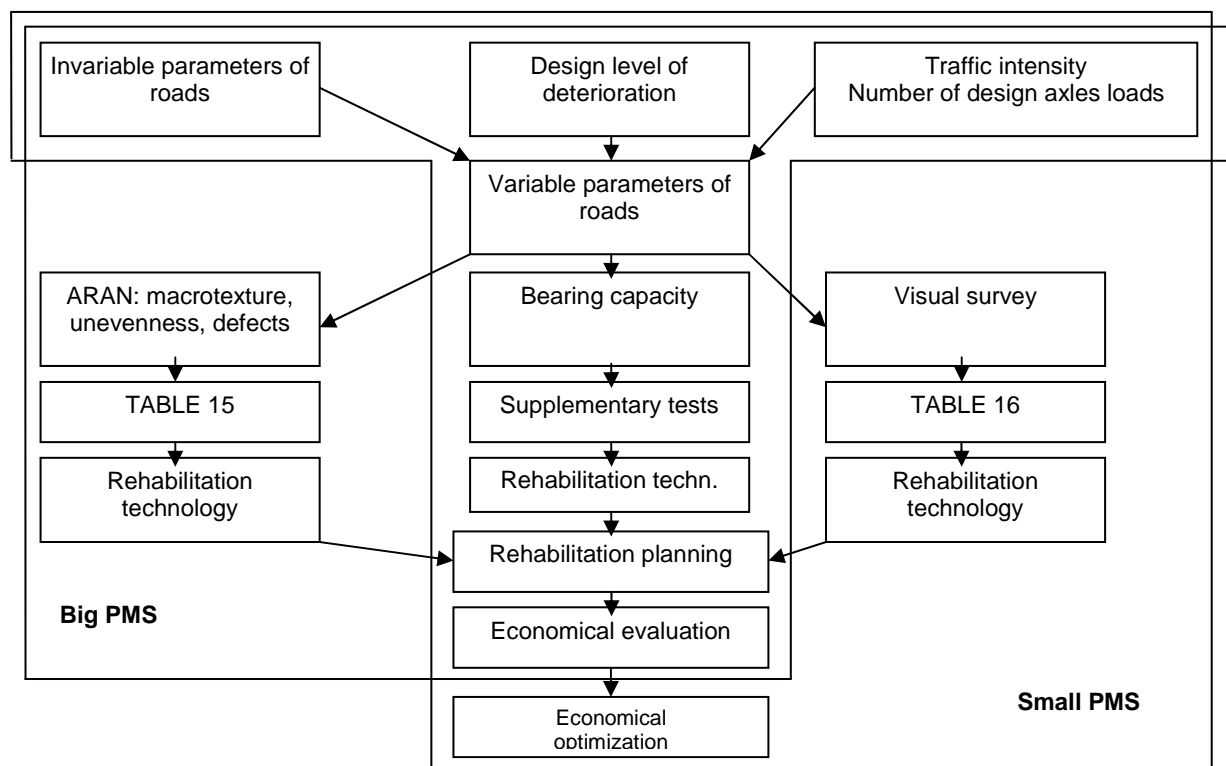 Invariable parameters of
roads
Design level of
deterioration
Traffic intensity
Number of design axles loads
Variable parameters of
roads
ARAN: macrotexture,
unevenness, defects
Bearing capacity
Visual survey
TABLE 15
Supplementary tests
TABLE 16
Rehabilitation
technology
Rehabilitation techn.
Rehabilitation
technology
Rehabilitation planning
Big PMS
Economical evaluation
Small PMS
Economical
optimization